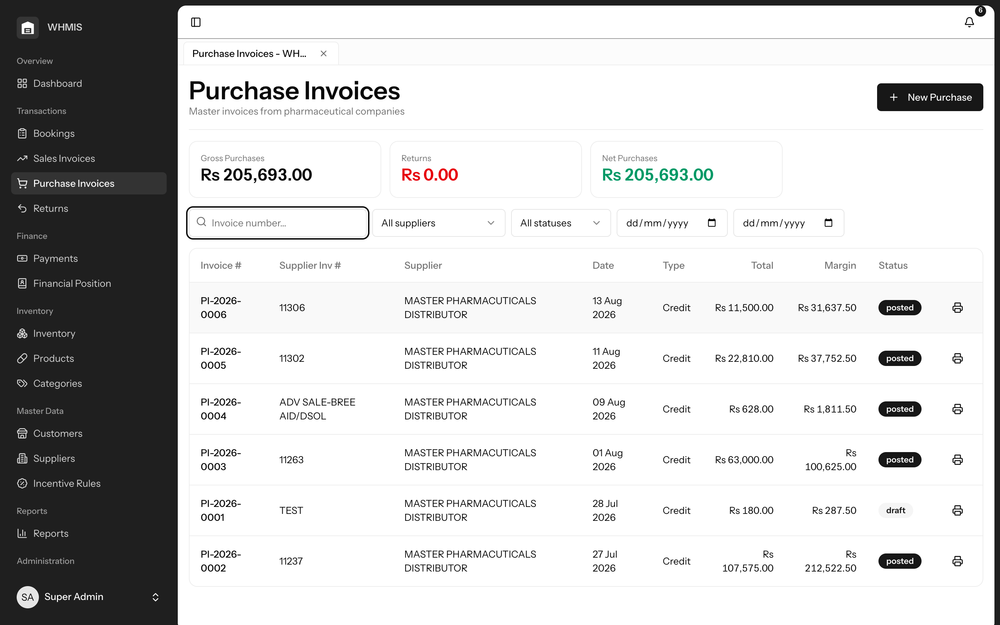 WHMIS
Overview
Dashboard
Transactions
Bookings
Sales Invoices
Purchase Invoices
Returns
Finance
Payments
Financial Position
Inventory
Inventory
Products
Categories
Master Data
Customers
Suppliers
Incentive Rules
Reports
Reports
Administration
SA
Super Admin
6
Purchase Invoices - WH...
Purchase Invoices
Master invoices from pharmaceutical companies
New Purchase
Gross Purchases
Rs 205,693.00
Returns
Rs 0.00
Net Purchases
Rs 205,693.00
Invoice number...
All suppliers
All statuses
dd/mm/yyyy
dd/mm/yyyy
Invoice # Supplier Inv # Supplier Date Type Total Margin Status
PI-2026-
0006
11306
MASTER PHARMACUTICALS
DISTRIBUTOR
13 Aug
2026
Credit
Rs 11,500.00
Rs 31,637.50
posted
PI-2026-
0005
11302
MASTER PHARMACUTICALS
DISTRIBUTOR
11 Aug
2026
Credit
Rs 22,810.00
Rs 37,752.50
posted
PI-2026-
0004
ADV SALE-BREE
AID/DSOL
MASTER PHARMACUTICALS
DISTRIBUTOR
09 Aug
2026
Credit
Rs 628.00
Rs 1,811.50
posted
PI-2026-
0003
11263
MASTER PHARMACUTICALS
DISTRIBUTOR
01 Aug
2026
Credit
Rs 63,000.00
Rs
100,625.00
posted
PI-2026-
0001
TEST
MASTER PHARMACUTICALS
DISTRIBUTOR
28 Jul
2026
Credit
Rs 180.00
Rs 287.50
draft
PI-2026-
0002
11237
MASTER PHARMACUTICALS
DISTRIBUTOR
27 Jul
2026
Credit
Rs
107,575.00
Rs
212,522.50
posted